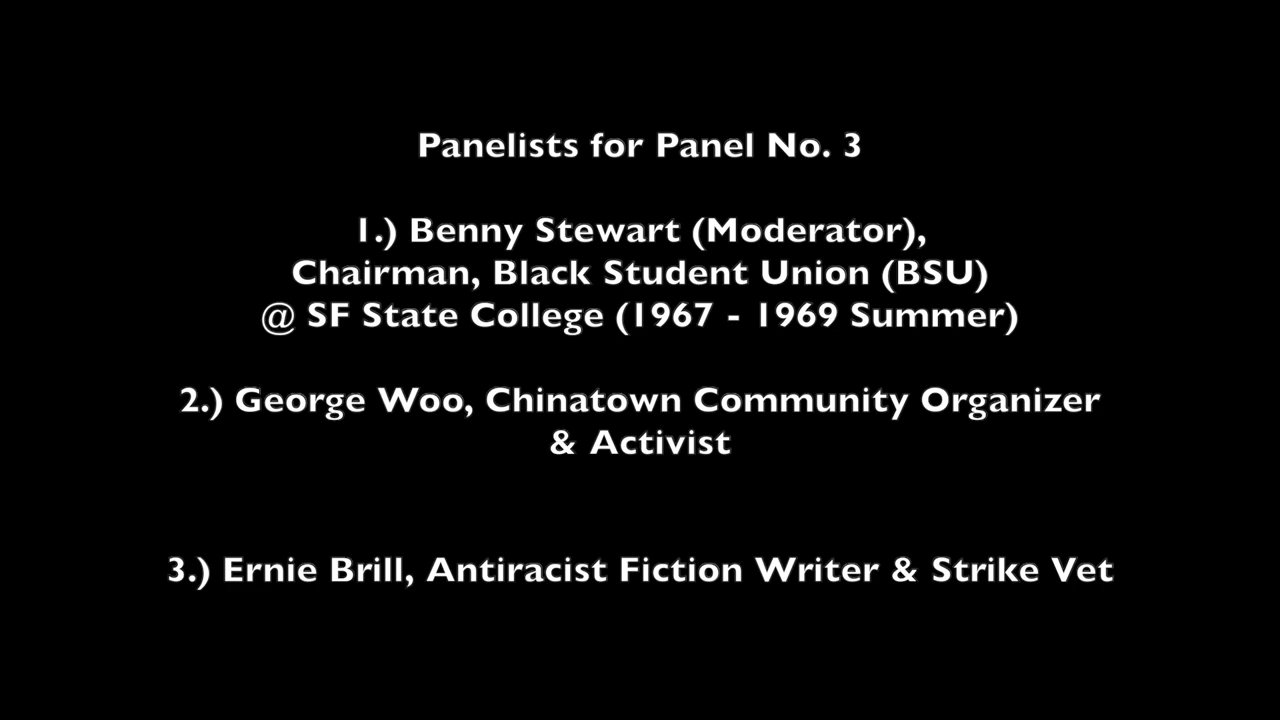 Panelists for Panel No. 3
1.) Benny Stewart (Moderator),
Chairman, Black Student Union (BSU)
@ SF State College (1967 - 1969 Summer)
2.) George Woo, Chinatown Community Organizer
& Activist
3.) Ernie Brill, Antiracist Fiction Writer & Strike Vet